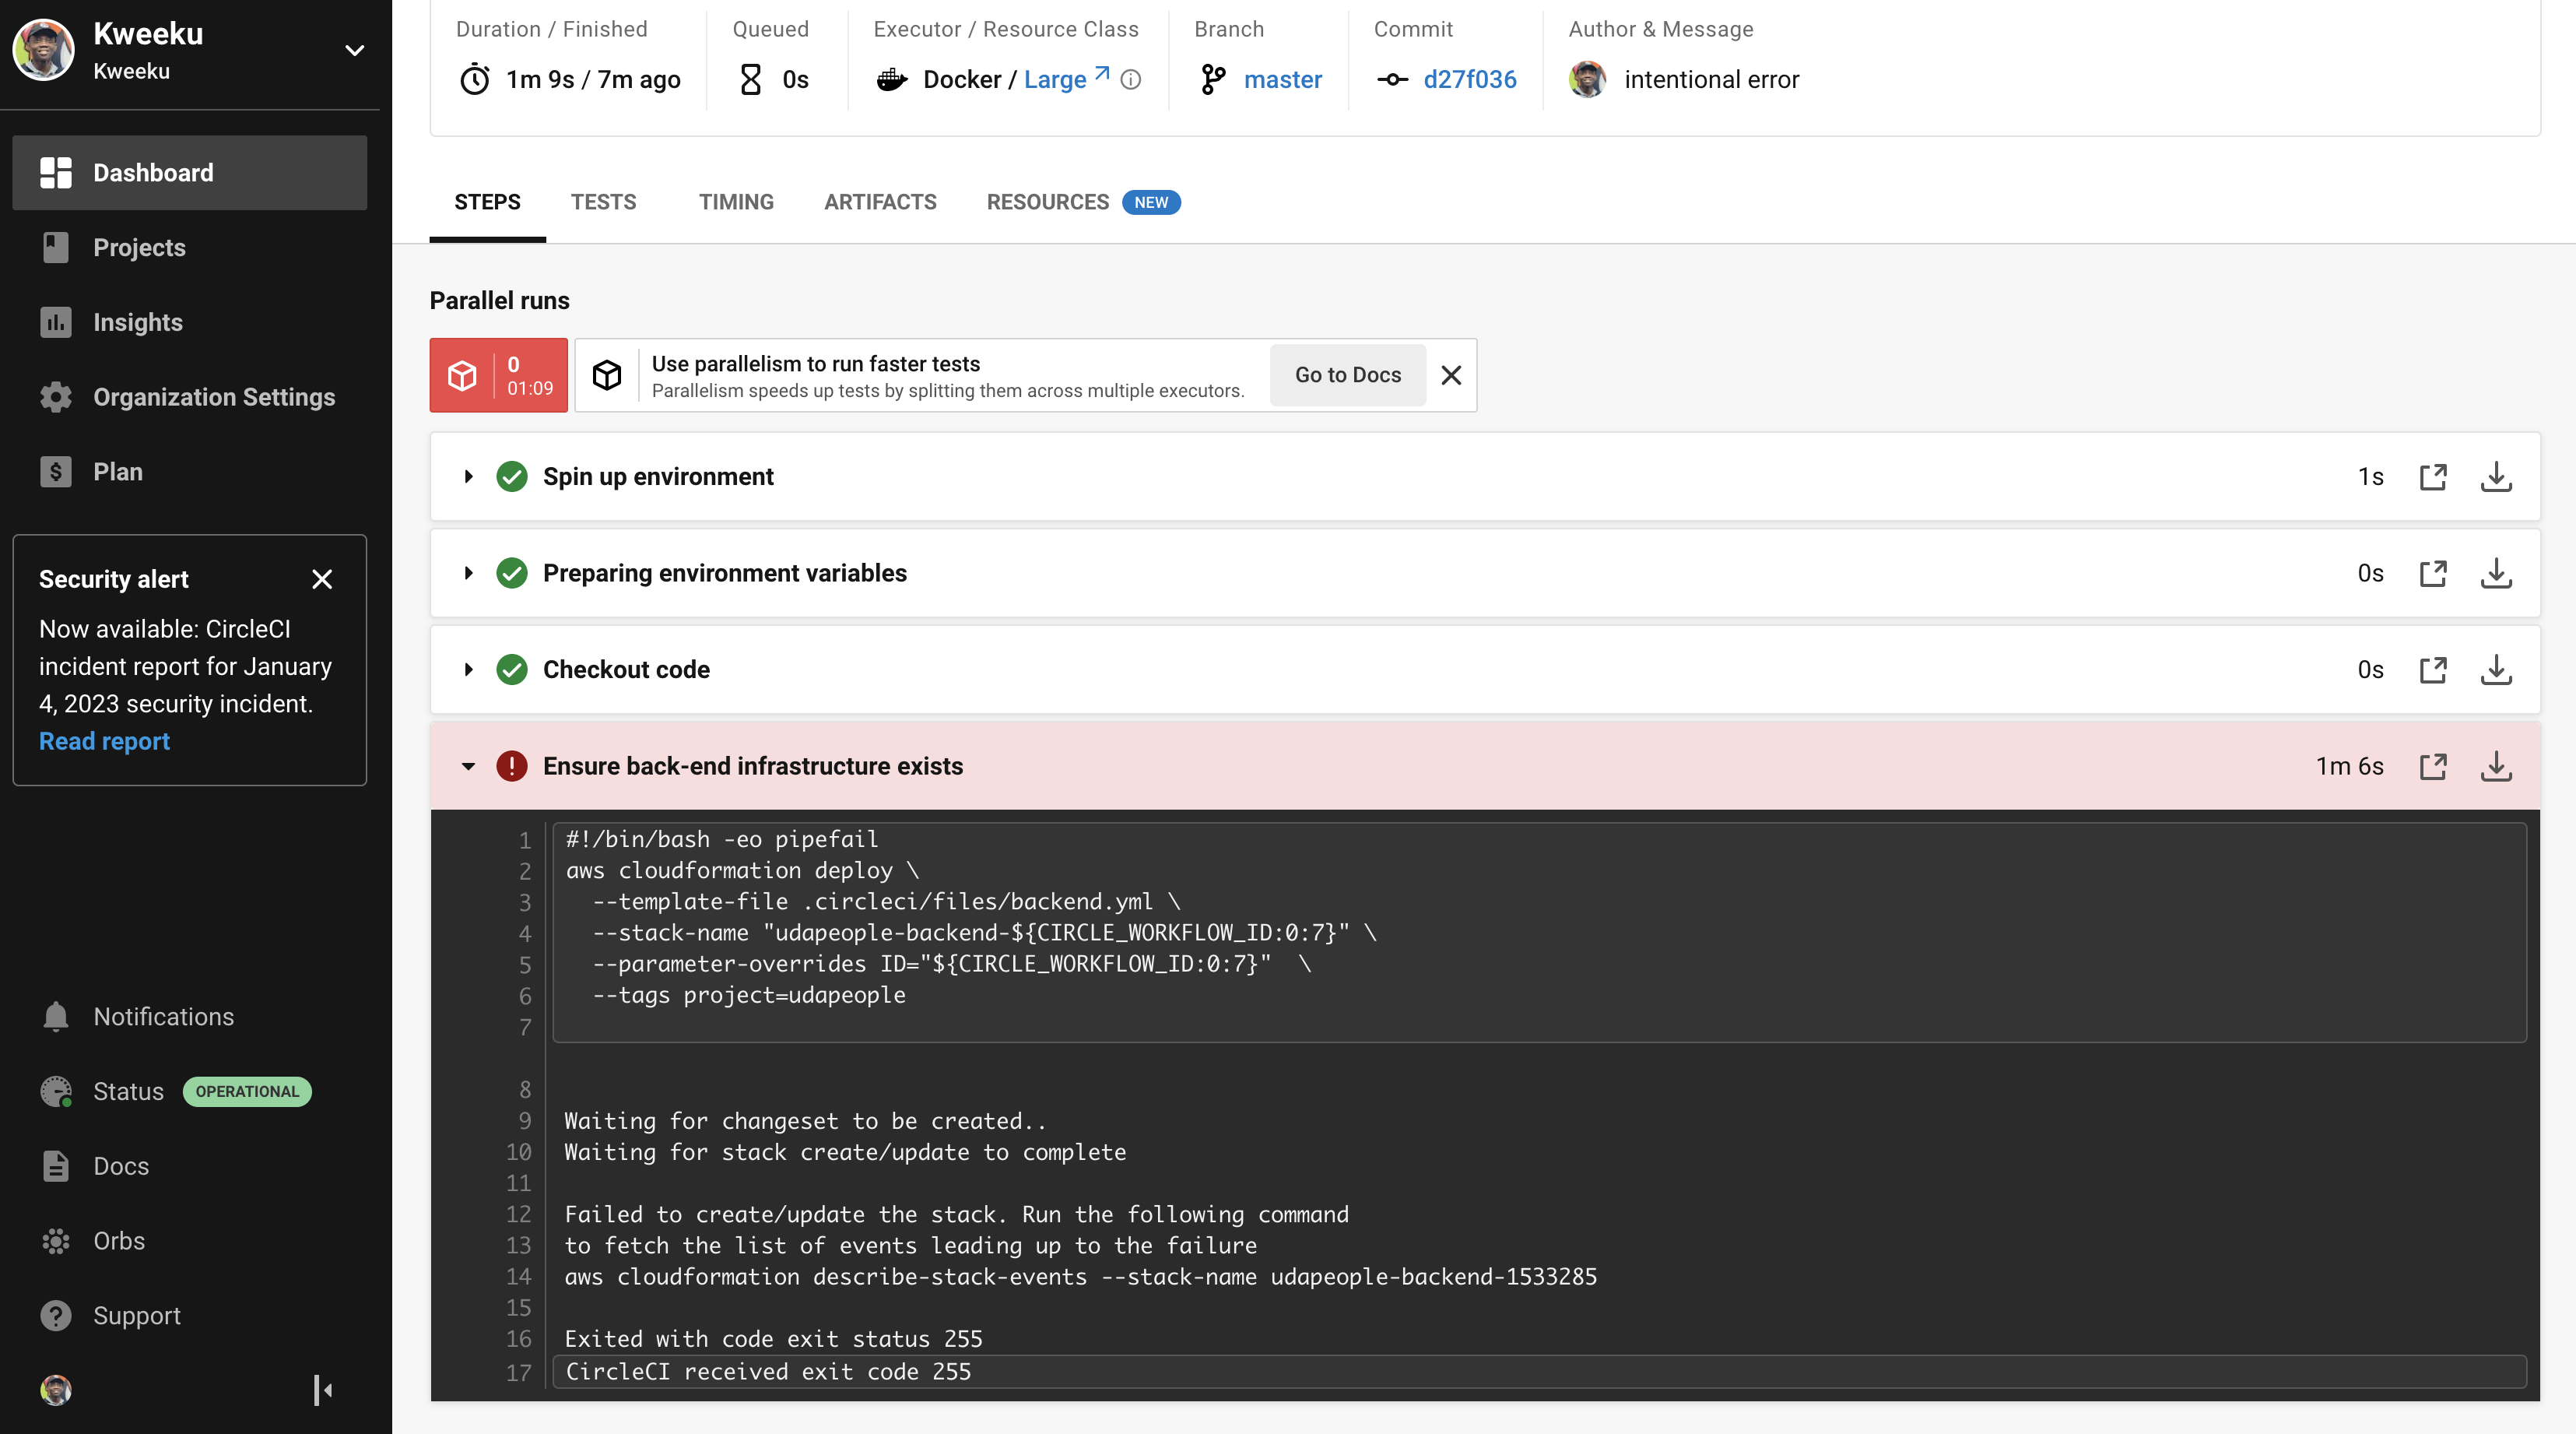 Kweeku
Kweeku
Dashboard
Projects
Insights
Organization Settings
Plan
Security alert
Now available: CircleCI
incident report for January
4, 2023 security incident.
Read report
Notifications
Status OPERATIONAL
Docs
Orbs
Support
Duration / Finished
1m 9s / 7m ago
Queued
0s
Executor / Resource Class
Docker / Large
Branch
master
Commit
d27f036
Author & Message
intentional error
STEPS TESTS TIMING ARTIFACTS RESOURCES NEW
Parallel runs
0
01:09
Use parallelism to run faster tests
Parallelism speeds up tests by splitting them across multiple executors.
Go to Docs
Spin up environment 1s
Preparing environment variables 0s
Checkout code 0s
Ensure back-end infrastructure exists 1m 6s
1 #!/bin/bash -eo pipefail
2 aws cloudformation deploy \
3 --template-file .circleci/files/backend.yml \
4 --stack-name "udapeople-backend-${CIRCLE_WORKFLOW_ID:0:7}" \
5 --parameter-overrides ID="${CIRCLE_WORKFLOW_ID:0:7}"  \
6 --tags project=udapeople
7
8
9 Waiting for changeset to be created..
10 Waiting for stack create/update to complete
11
12 Failed to create/update the stack. Run the following command
13 to fetch the list of events leading up to the failure
14 aws cloudformation describe-stack-events --stack-name udapeople-backend-1533285
15
16 Exited with code exit status 255
17 CircleCI received exit code 255